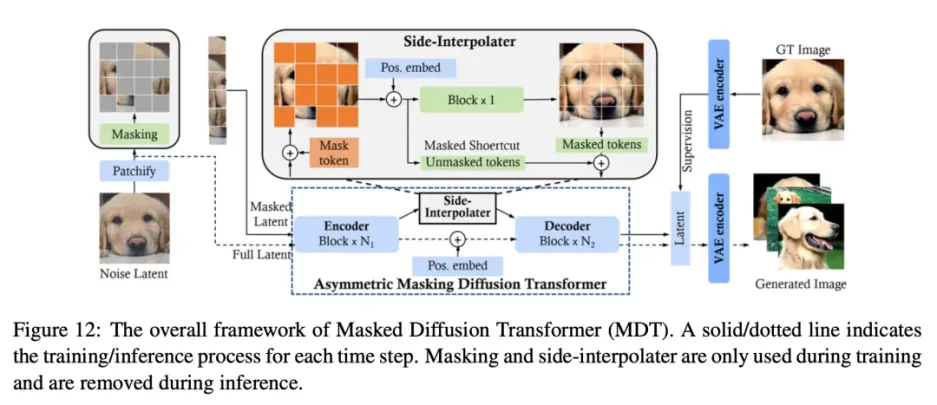 Side-Interpolater
GT Image
Pos. embed
Block x 1
VAE encoder
Masking
Masked Shoertcut
Mask
token
Unmasked tokens
Masked tokens
Supervision
Patchify
Masked
Latent
Side-
Interpolater
Encoder
Block x N₁
Decoder
Block x N₂
Latent
VAE encoder
Full Latent
Noise Latent
Pos. embed
Asymmetric Masking Diffusion Transformer
Generated Image
Figure 12: The overall framework of Masked Diffusion Transformer (MDT). A solid/dotted line indicates
the training/inference process for each time step. Masking and side-interpolater are only used during training
and are removed during inference.